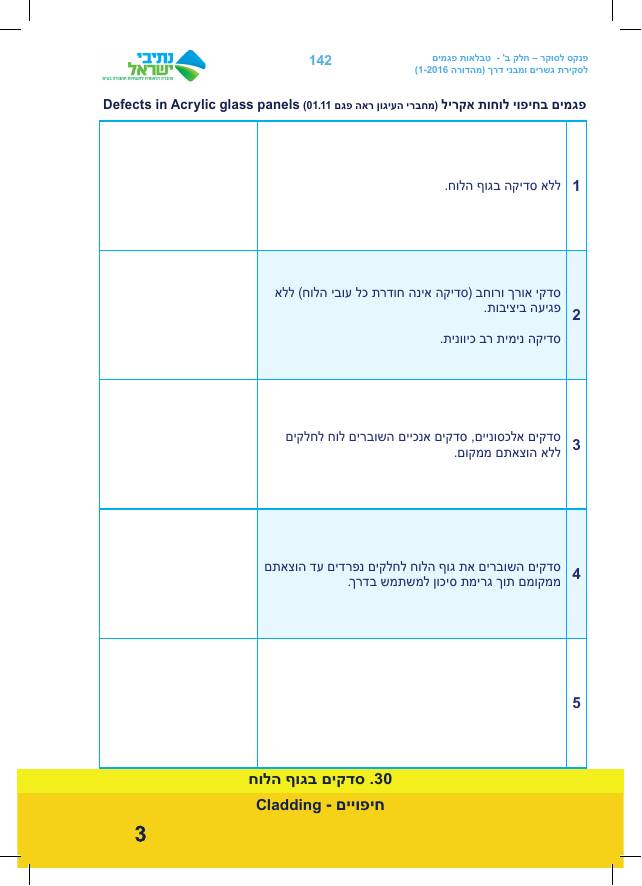 פנקס לסוקר – חלק ב' - טבלאות פגמים
לסקירת גשרים ומבני דרך (מהדורה 1-2016)
142
נתיבי
ישראל
פגמים בחיפוי לוחות אקריל (מחברי העיגון ראה פגם 01.11) Defects in Acrylic glass panels
1
ללא סדיקה בגוף הלוח.
2
סדקי אורך ורוחב (סדיקה אינה חודרת כל עובי הלוח) ללא
פגיעה ביציבות.
סדיקה נימית רב כיוונית.
3
סדקים אלכסוניים, סדקים אנכיים השוברים לוח לחלקים
ללא הוצאתם ממקום.
4
סדקים השוברים את גוף הלוח לחלקים נפרדים עד הוצאתם
ממקומם תוך גרימת סיכון למשתמש בדרך.
5
30. סדקים בגוף הלוח
חיפויים - Cladding
3